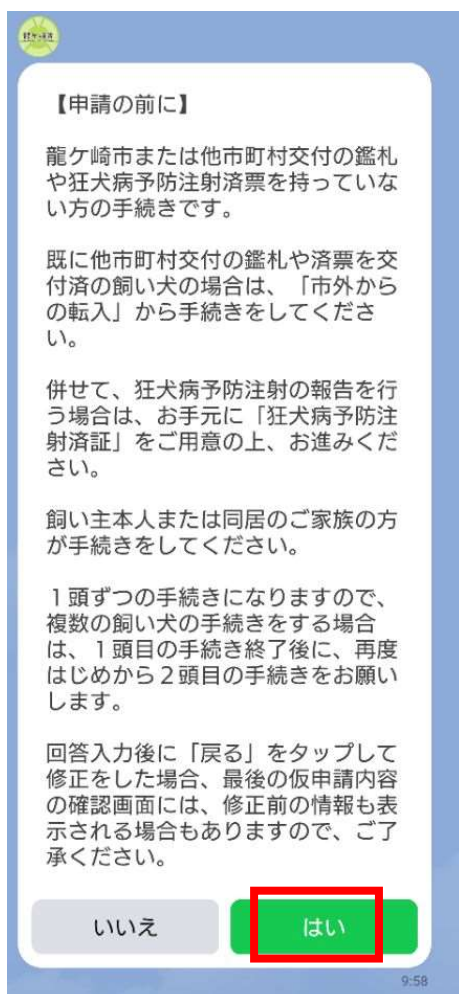 【申請の前に】
龍ケ崎市または他市町村交付の鑑札
や狂犬病予防注射済票を持っていな
い方の手続きです。
既に他市町村交付の鑑札や済票を交
付済の飼い犬の場合は、「市外から
の転入」から手続きをしてくださ
い。
併せて、狂犬病予防注射の報告を行
う場合は、お手元に「狂犬病予防注
射済証」をご用意の上、お進みくだ
さい。
飼い主本人または同居のご家族の方
が手続きをしてください。
１頭ずつの手続きになりますので、
複数の飼い犬の手続きをする場合
は、１頭目の手続き終了後に、再度
はじめから２頭目の手続きをお願い
します。
回答入力後に「戻る」をタップして
修正をした場合、最後の仮申請内容
の確認画面には、修正前の情報も表
示される場合もありますので、ご了
承ください。
いいえ
はい
9:58